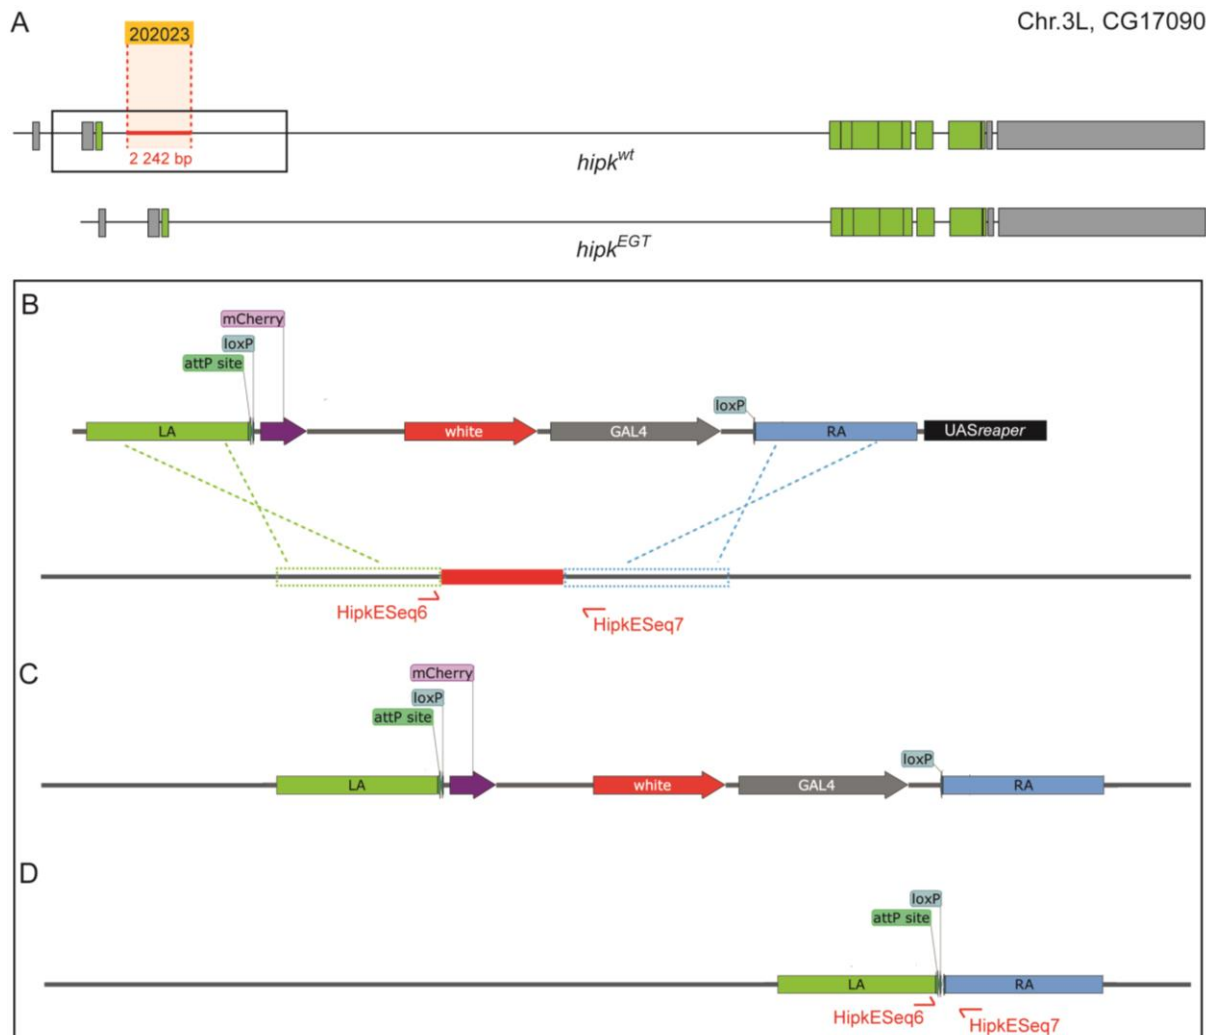 A
202023
Chr.3L, CG17090
2 242 bp
hipkwt
hipkEGT
B
mCherry
loxP
attP site
loxP
LA
white
GAL4
RA
UASreaper
HipkESeq6
HipkESeq7
C
mCherry
loxP
attP site
loxP
LA
white
GAL4
RA
D
loxP
attP site
LA
RA
HipkESeq6
HipkESeq7